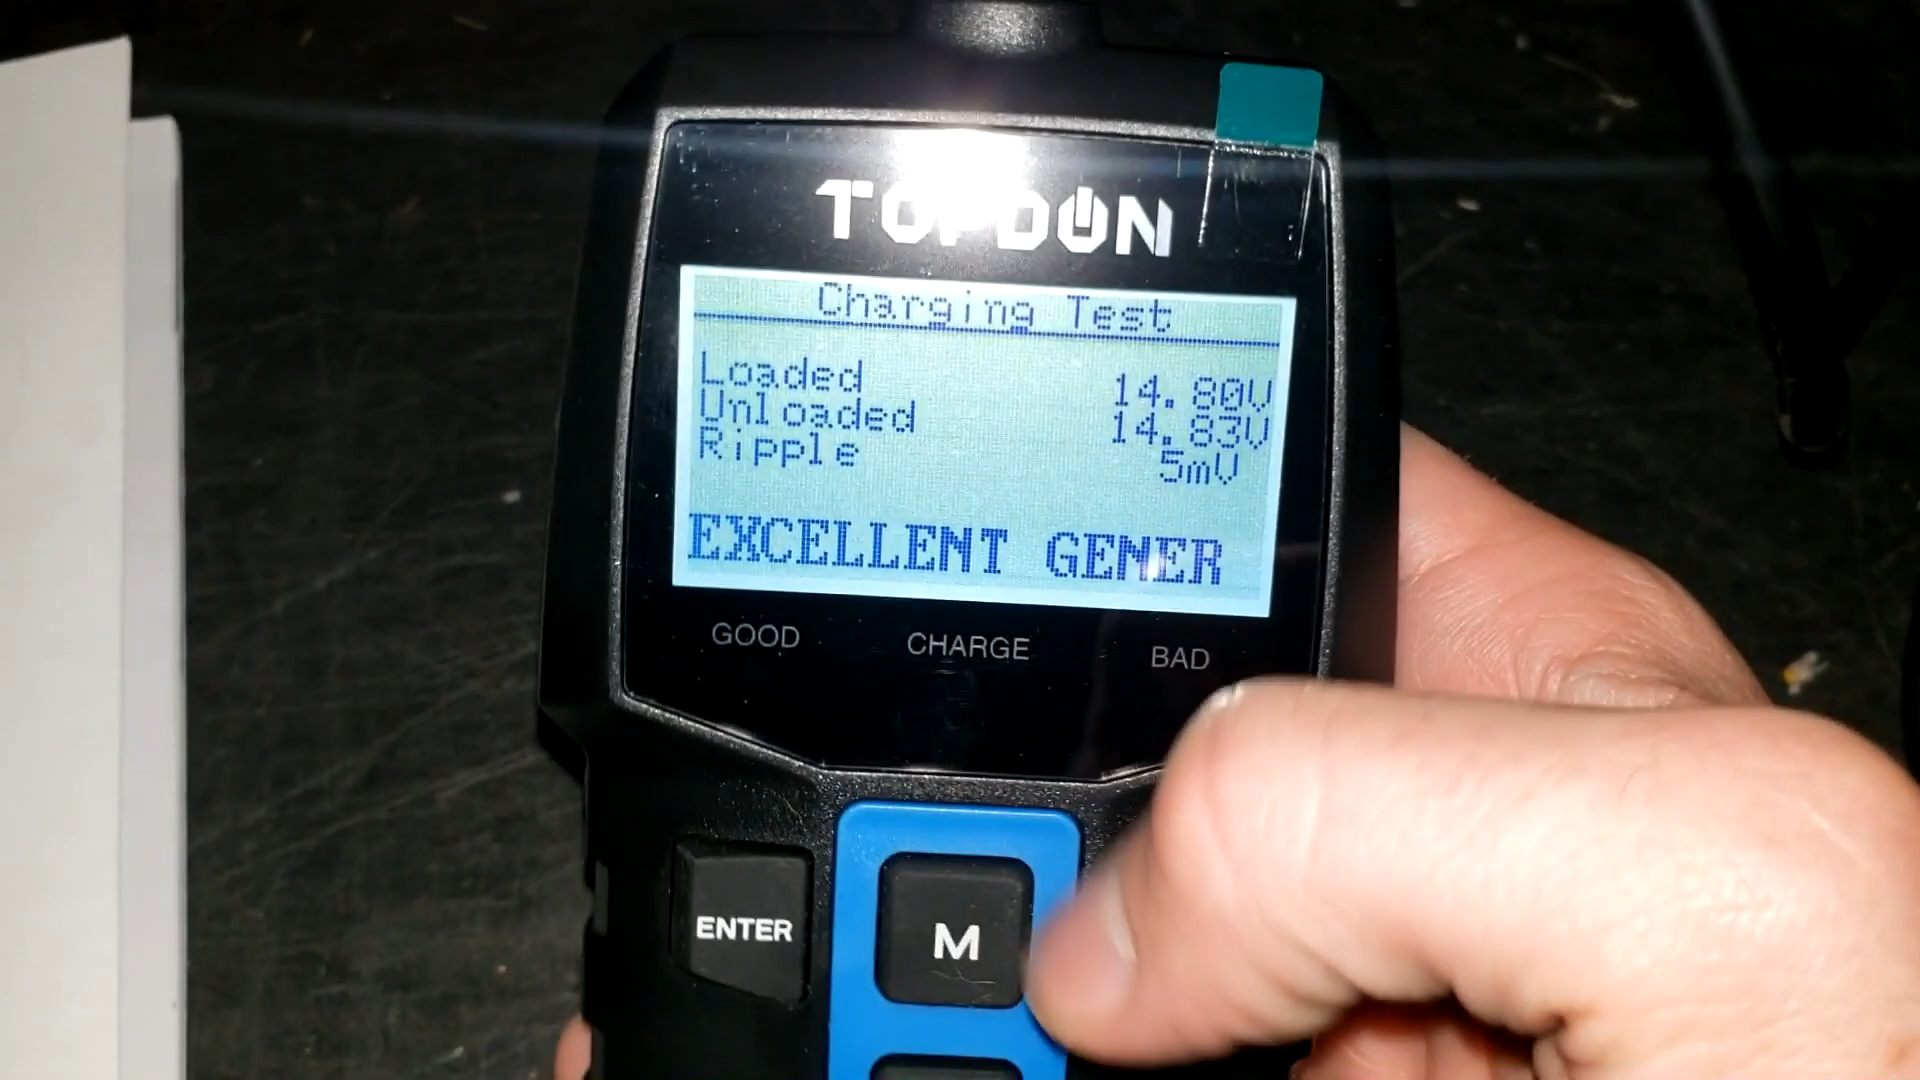 TOPDON
Charging Test
Loaded 14.80V
Unloaded 14.83V
Ripple 5mV
EXCELLENT GENER
GOOD CHARGE BAD
ENTER M